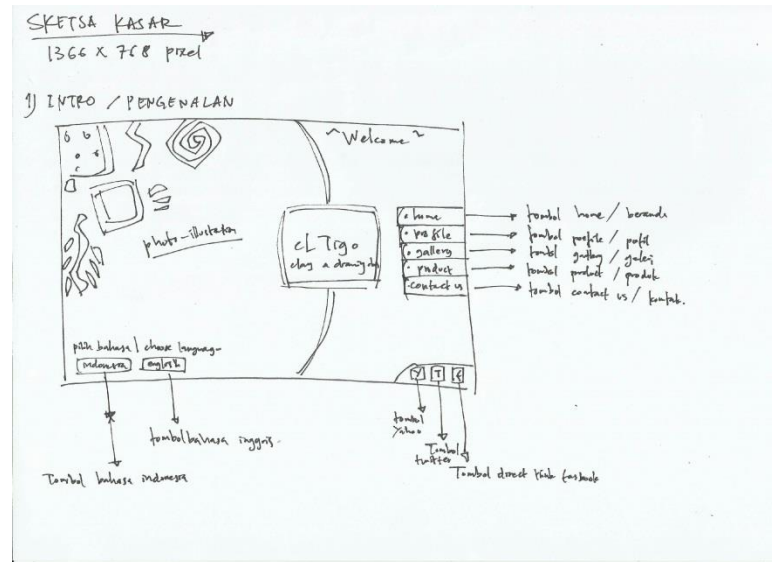 SKETSA KASAR
1366 X 768 pixel
1) INTRO / PENGENALAN
~Welcome~
photo-illustration
cLTigo
clay & drawing
• home
• profile
• gallery
• product
• contact us
tombol home / beranda
tombol profile / profil
tombol gallery / galeri
tombol product / produk
tombol contact us / kontak.
pilih bahasa / choose language
indonesia
english
Y T f
tombol bahasa inggris
Tombol bahasa indonesia
tombol Yahoo
Tombol twitter
Tombol direct link facebook